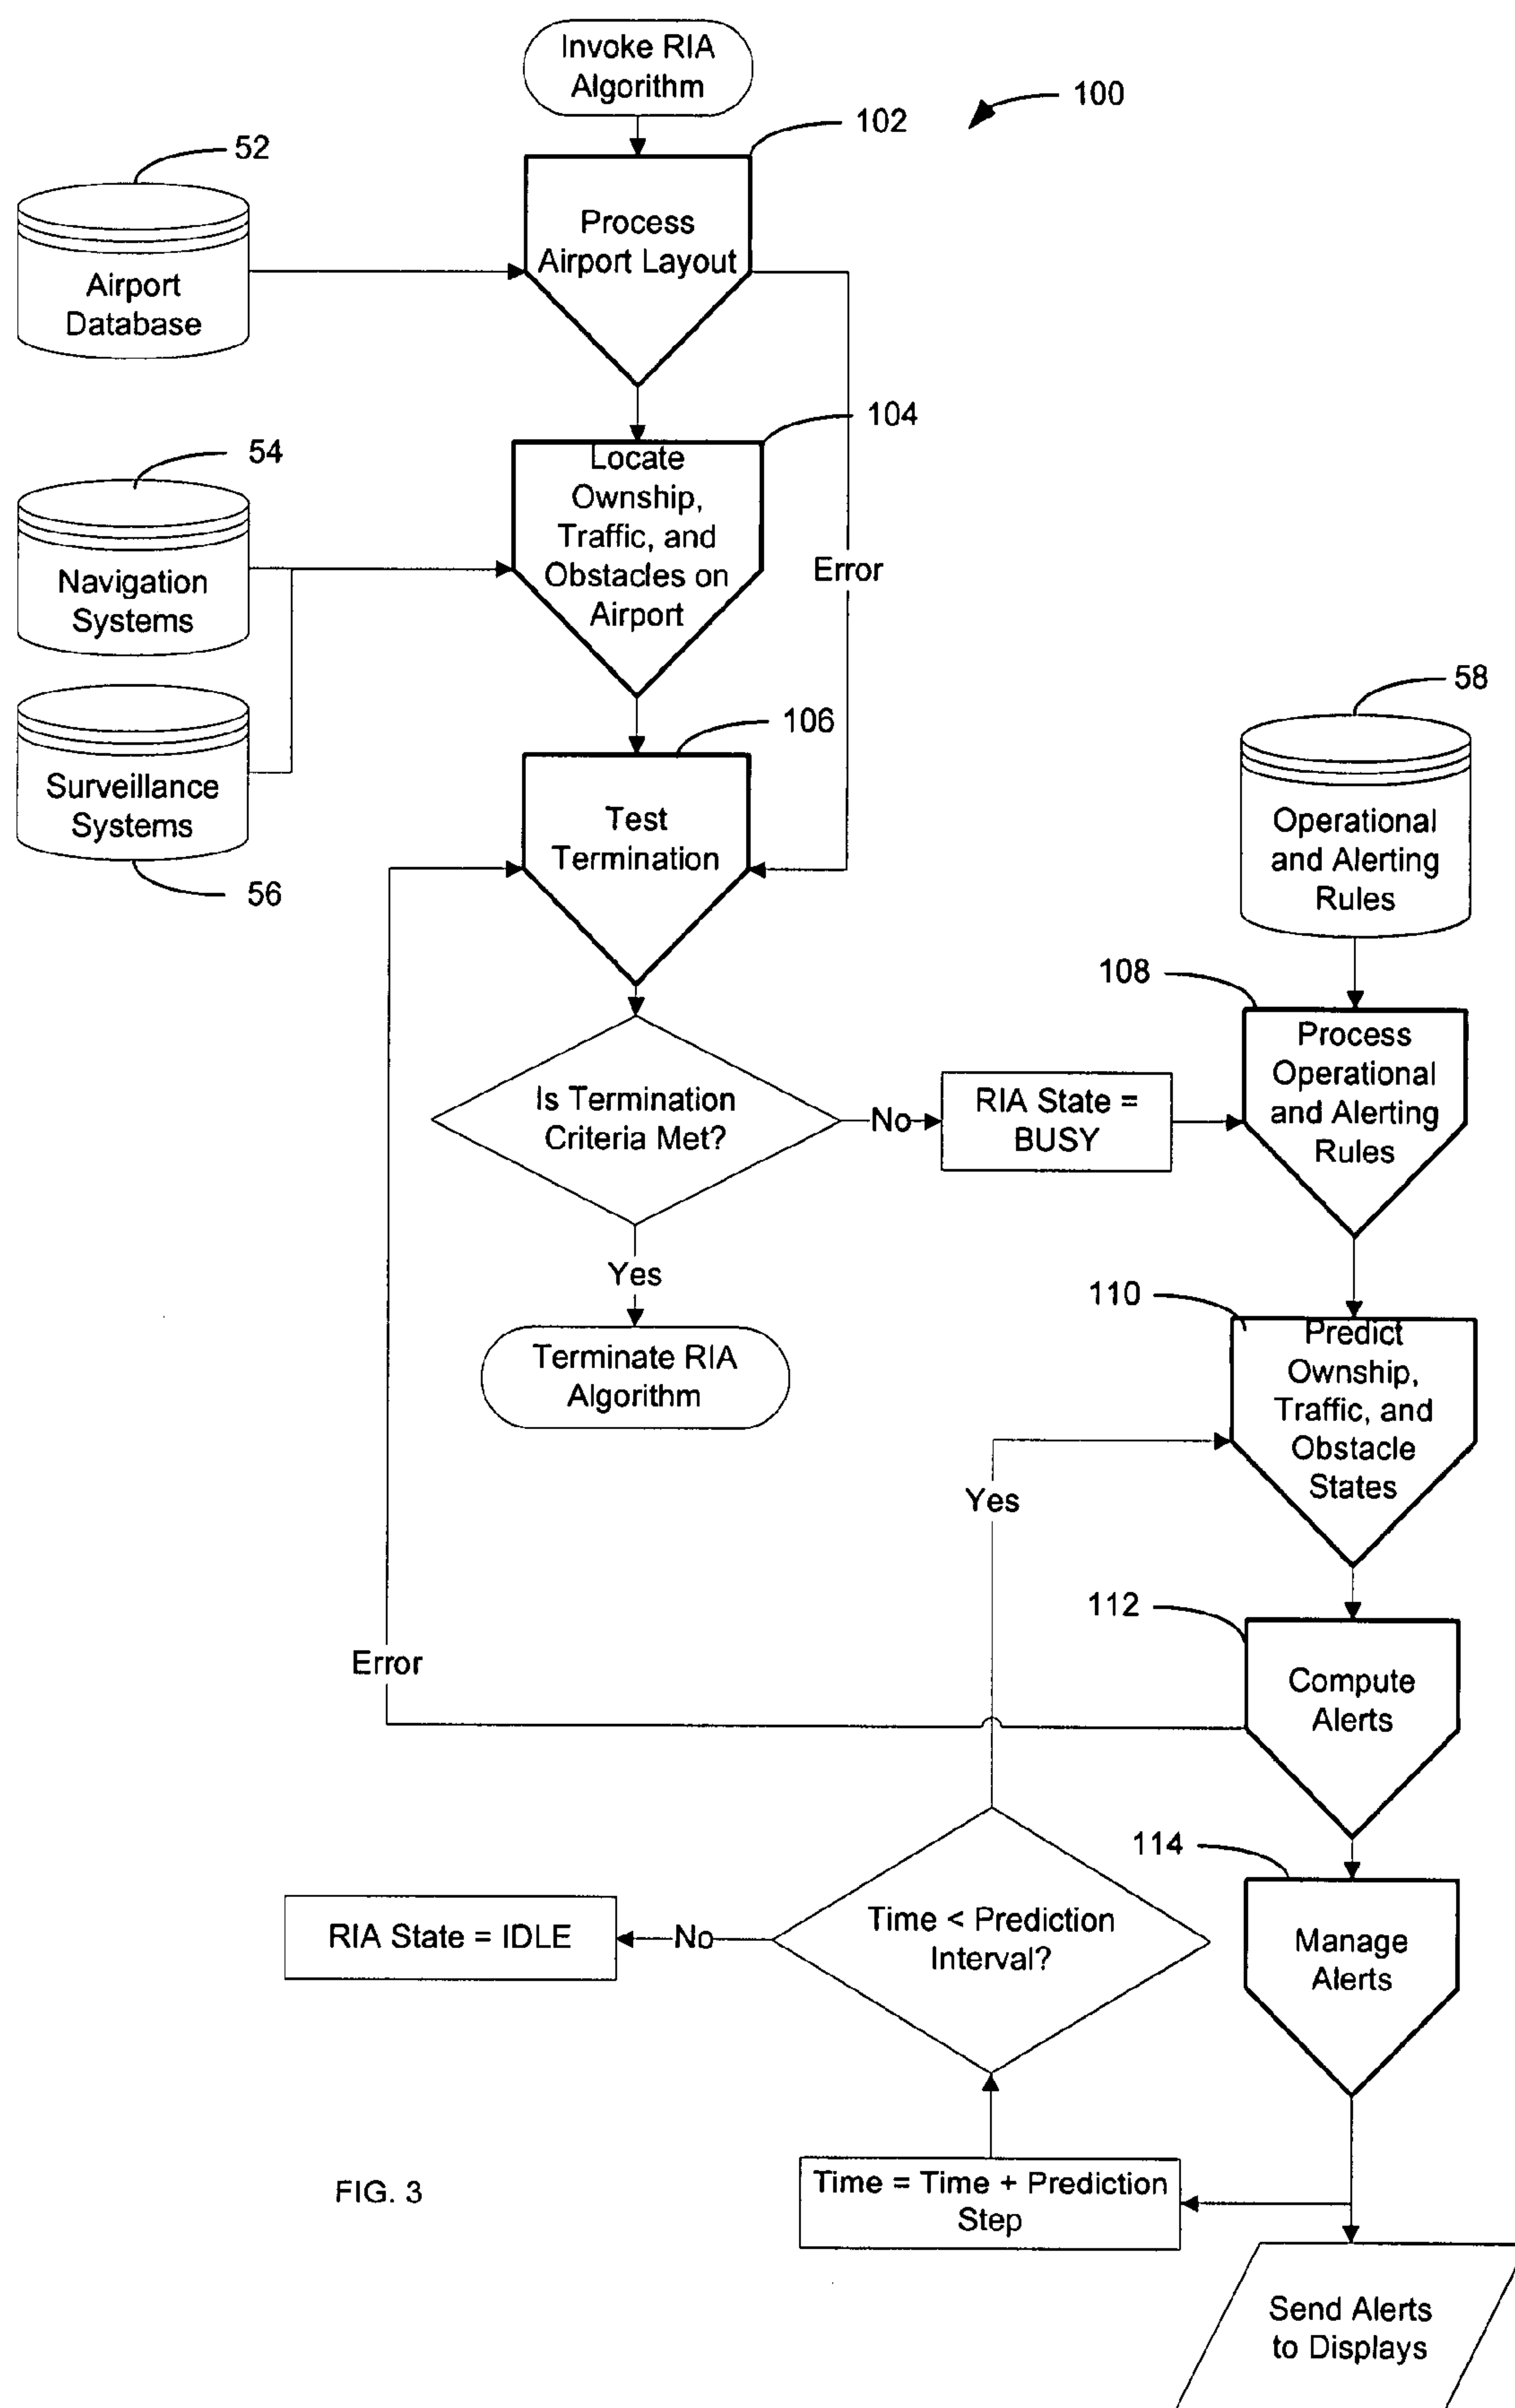 Invoke RIA
Algorithm
100
102
52
Process
Airport Layout
Airport
Database
104
54
Locate
Ownship,
Traffic, and
Obstacles on
Airport
Error
Navigation
Systems
58
106
Surveillance
Systems
56
Test
Termination
Operational
and Alerting
Rules
108
Process
Operational
and Alerting
Rules
Is Termination
Criteria Met?
No
RIA State =
BUSY
Yes
110
Terminate RIA
Algorithm
Predict
Ownship,
Traffic, and
Obstacle
States
Yes
112
Error
Compute
Alerts
114
RIA State = IDLE
No
Time < Prediction
Interval?
Manage
Alerts
FIG. 3
Time = Time + Prediction
Step
Send Alerts
to Displays